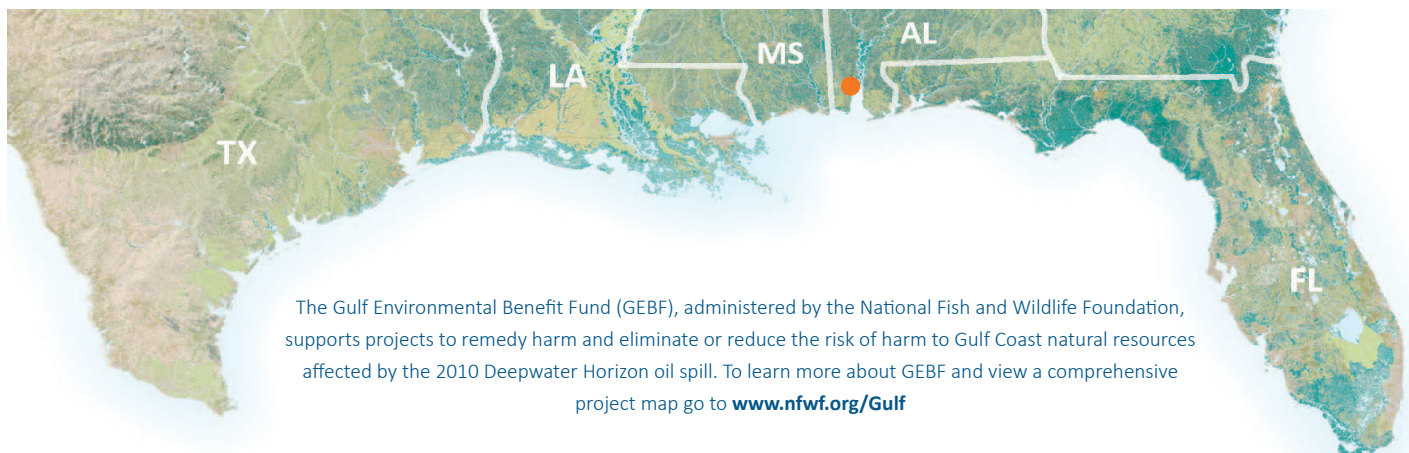 AL
MS
LA
TX
FL
The Gulf Environmental Benefit Fund (GEBF), administered by the National Fish and Wildlife Foundation,
supports projects to remedy harm and eliminate or reduce the risk of harm to Gulf Coast natural resources
affected by the 2010 Deepwater Horizon oil spill. To learn more about GEBF and view a comprehensive
project map go to www.nfwf.org/Gulf